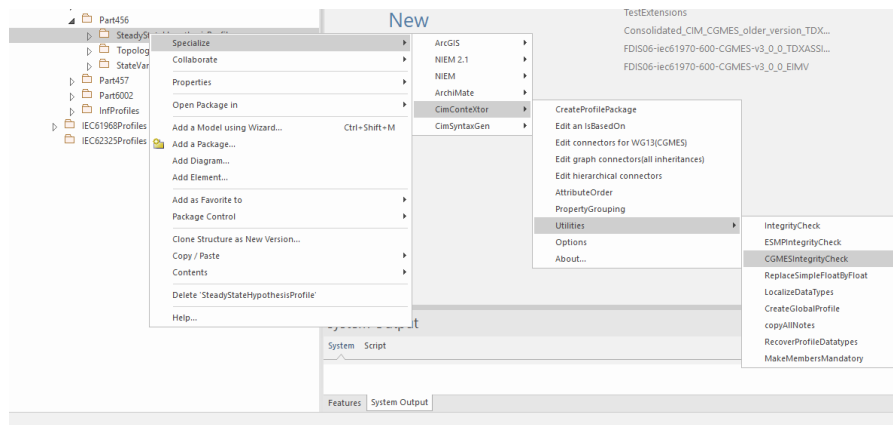 Part456
SteadySt
Topolog
StateVar
Part457
Part6002
InfProfiles
IEC61968Profiles
IEC62325Profiles
New
TestExtensions
Consolidated_CIM_CGMES_older_version_TDX...
FDIS06-iec61970-600-CGMES-v3_0_0_TDXASSI...
FDIS06-iec61970-600-CGMES-v3_0_0_EIMV
Specialize
Collaborate
Properties
Open Package in
Add a Model using Wizard... Ctrl+Shift+M
Add a Package...
Add Diagram...
Add Element...
Add as Favorite to
Package Control
Clone Structure as New Version...
Copy / Paste
Contents
Delete 'SteadyStateHypothesisProfile'
Help...
ArcGIS
NIEM 2.1
NIEM
ArchiMate
CimConteXtor
CimSyntaxGen
CreateProfilePackage
Edit an IsBasedOn
Edit connectors for WG13(CGMES)
Edit graph connectors(all inheritances)
Edit hierarchical connectors
AttributeOrder
PropertyGrouping
Utilities
Options
About...
IntegrityCheck
ESMPIntegrityCheck
CGMESIntegrityCheck
ReplaceSimpleFloatByFloat
LocalizeDataTypes
CreateGlobalProfile
copyAllNotes
RecoverProfileDatatypes
MakeMembersMandatory
System Output
System Script
Features System Output